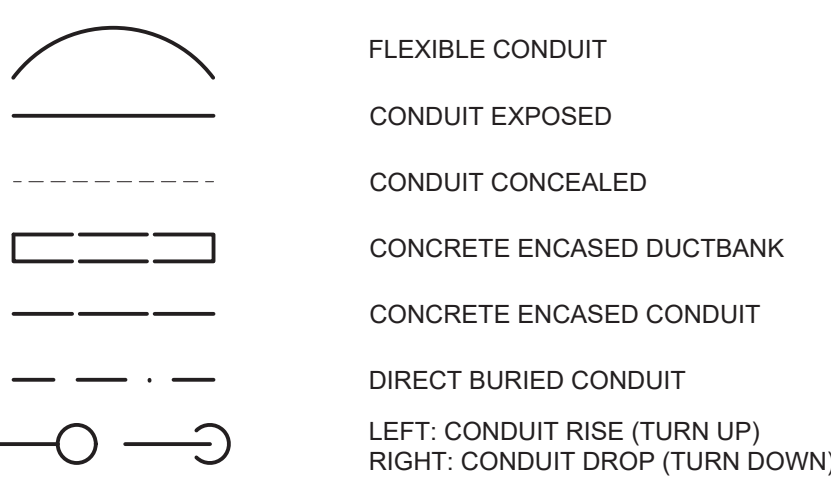 FLEXIBLE CONDUIT
CONDUIT EXPOSED
CONDUIT CONCEALED
CONCRETE ENCASED DUCTBANK
CONCRETE ENCASED CONDUIT
DIRECT BURIED CONDUIT
LEFT: CONDUIT RISE (TURN UP)
RIGHT: CONDUIT DROP (TURN DOWN)